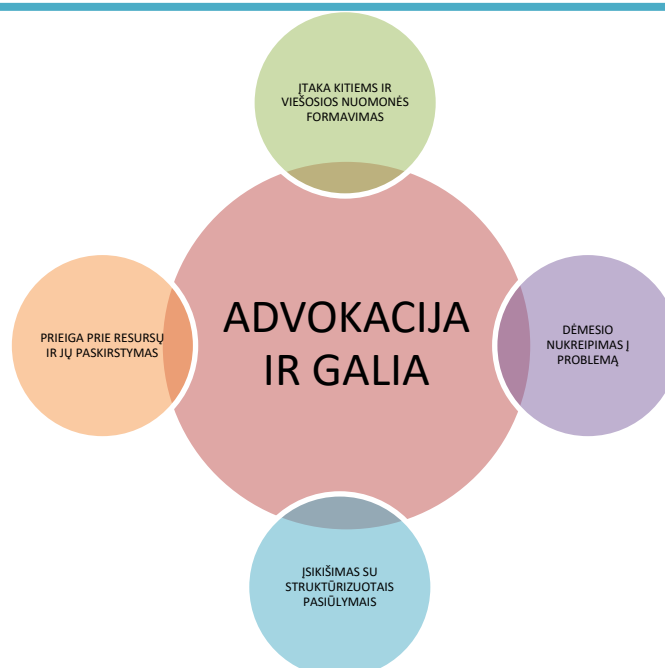 ĮTAKA KITIEMS IR
VIEŠOSIOS NUOMONĖS
FORMAVIMAS
ADVOKACIJA
IR GALIA
PRIEIGA PRIE RESURSŲ
IR JŲ PASKIRSTYMAS
DĖMESIO
NUKREIPIMAS Į
PROBLEMĄ
ĮSIKIŠIMAS SU
STRUKTŪRIZUOTAIS
PASIŪLYMAIS